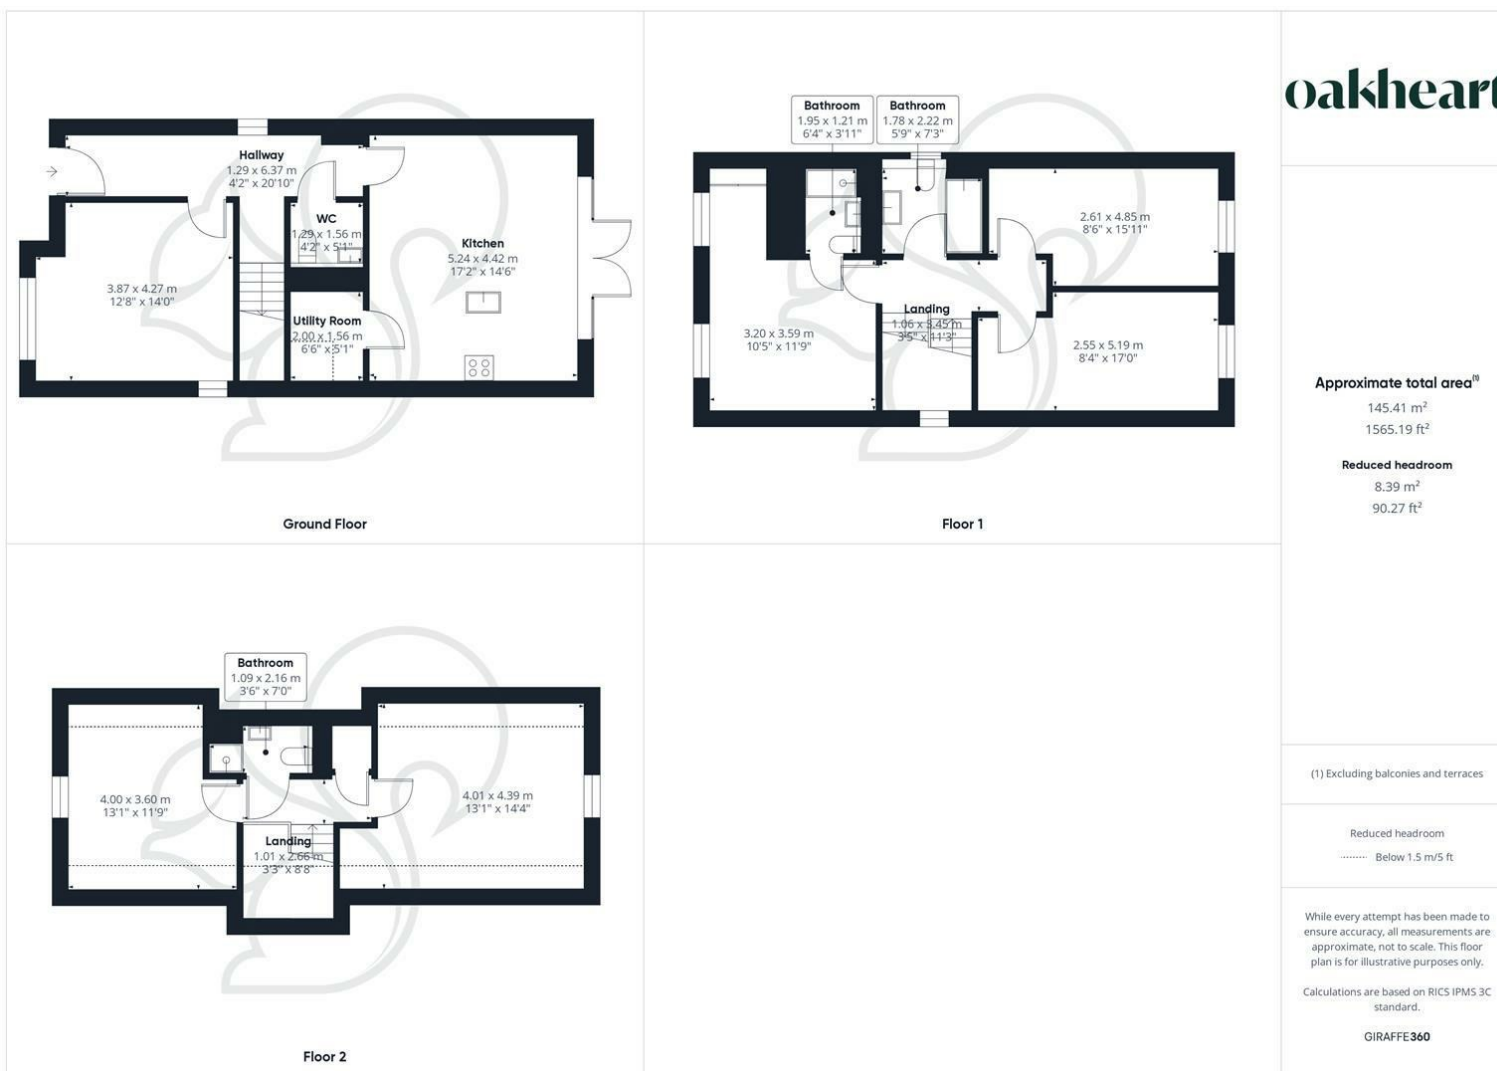 Hallway
1.29 x 6.37 m
4'2" x 20'10"
WC
1.29 x 1.56 m
4'2" x 5'1"
Kitchen
5.24 x 4.42 m
17'2" x 14'6"
3.87 x 4.27 m
12'8" x 14'0"
Utility Room
2.00 x 1.56 m
6'6" x 5'1"
Ground Floor
Bathroom
1.95 x 1.21 m
6'4" x 3'11"
Bathroom
1.78 x 2.22 m
5'9" x 7'3"
2.61 x 4.85 m
8'6" x 15'11"
Landing
1.06 x 3.45 m
3'5" x 11'3"
3.20 x 3.59 m
10'5" x 11'9"
2.55 x 5.19 m
8'4" x 17'0"
Floor 1
Bathroom
1.09 x 2.16 m
3'6" x 7'0"
4.00 x 3.60 m
13'1" x 11'9"
4.01 x 4.39 m
13'1" x 14'4"
Landing
1.01 x 2.66 m
3'3" x 8'8"
Floor 2
oakheart
Approximate total area(1)
145.41 m²
1565.19 ft²
Reduced headroom
8.39 m²
90.27 ft²
(1) Excluding balconies and terraces
Reduced headroom
Below 1.5 m/5 ft
While every attempt has been made to
ensure accuracy, all measurements are
approximate, not to scale. This floor
plan is for illustrative purposes only.
Calculations are based on RICS IPMS 3C
standard.
GIRAFFE360